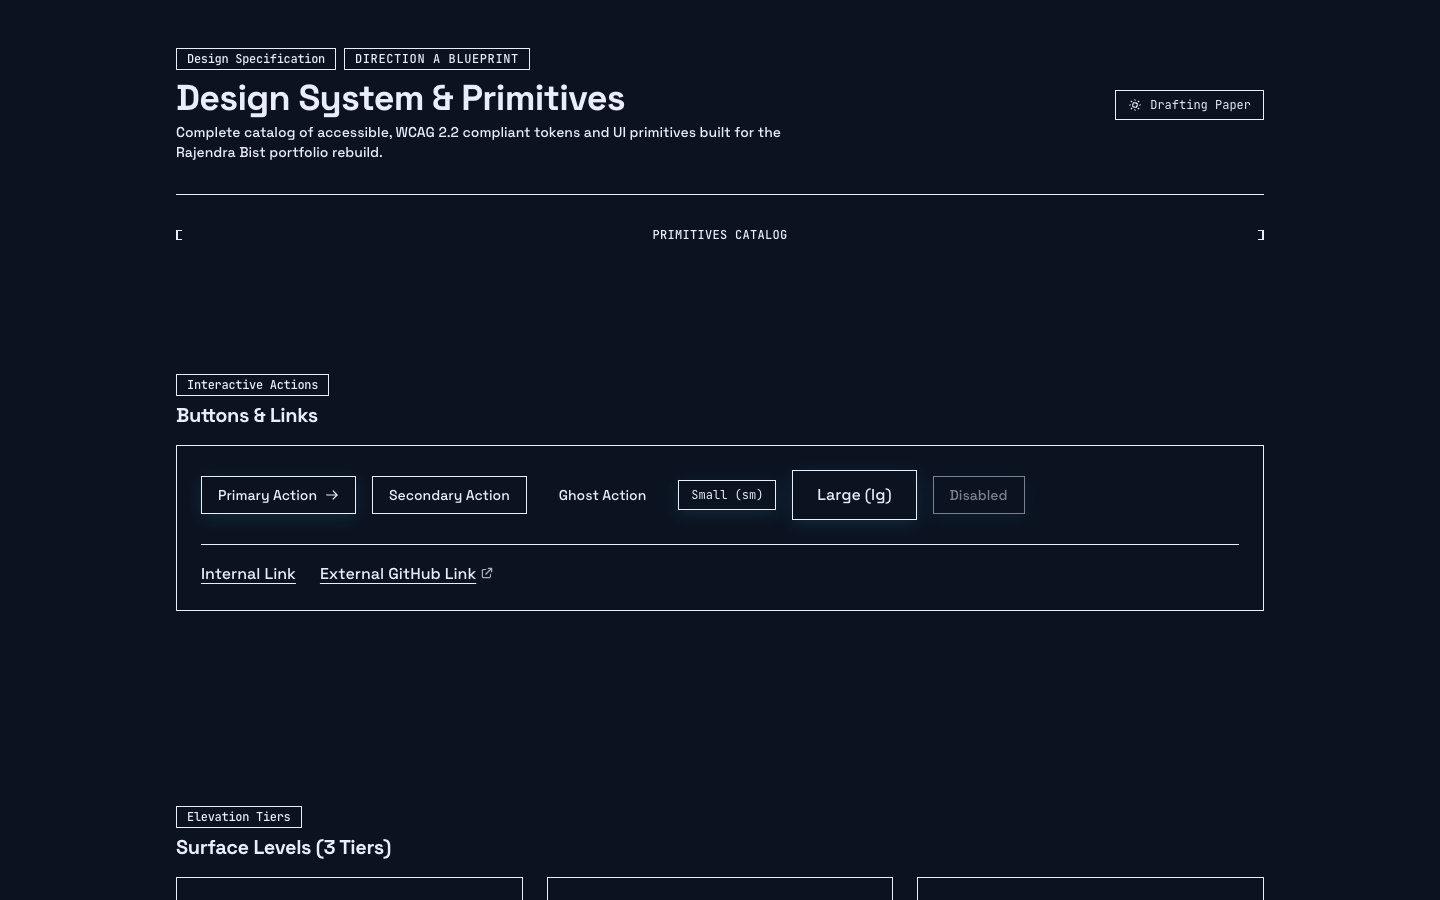 Design Specification
DIRECTION A BLUEPRINT
Design System & Primitives
Drafting Paper
Complete catalog of accessible, WCAG 2.2 compliant tokens and UI primitives built for the
Rajendra Bist portfolio rebuild.
PRIMITIVES CATALOG
Interactive Actions
Buttons & Links
Primary Action →
Secondary Action
Ghost Action
Small (sm)
Large (lg)
Disabled
Internal Link
External GitHub Link
Elevation Tiers
Surface Levels (3 Tiers)